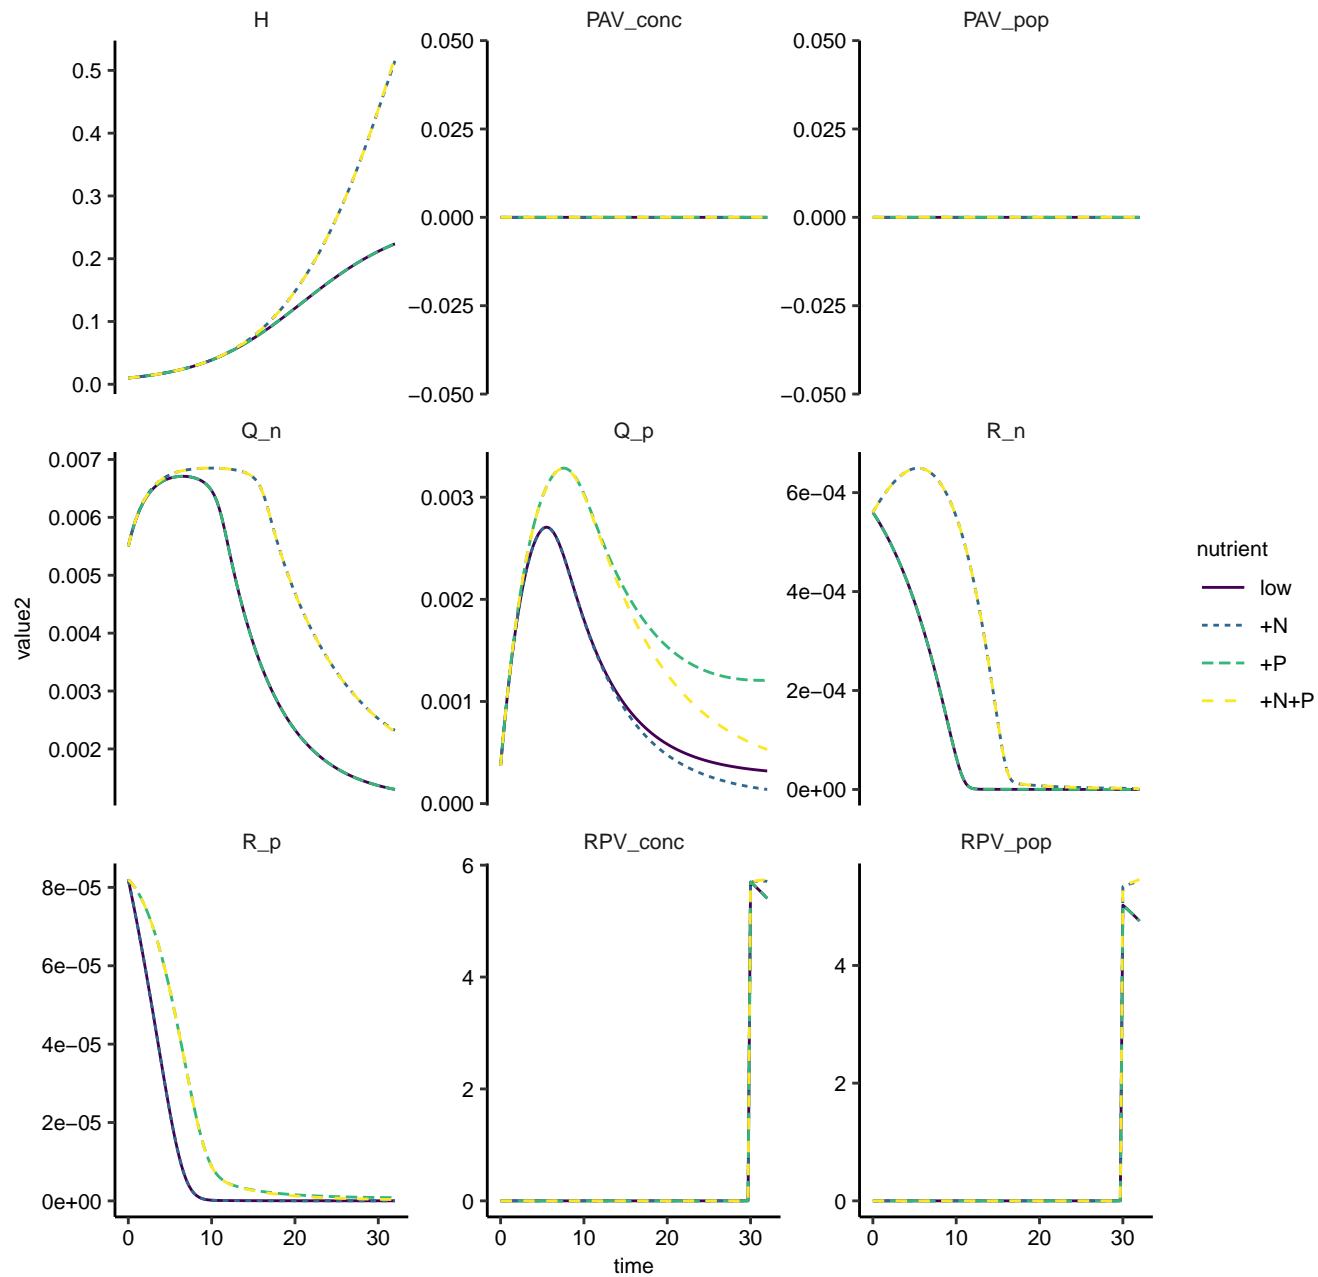 H
PAV_conc
PAV_pop
0.5
0.4
0.3
0.2
0.1
0.0
0.050
0.025
0.000
−0.025
−0.050
0.050
0.025
0.000
−0.025
−0.050
Q_n
Q_p
R_n
0.007
0.006
0.005
0.004
0.003
0.002
0.003
0.002
0.001
0.000
6e−04
4e−04
2e−04
0e+00
value2
R_p
RPV_conc
RPV_pop
8e−05
6e−05
4e−05
2e−05
0e+00
6
4
2
0
4
2
0
0 10 20 30
0 10 20 30
0 10 20 30
time
nutrient
low
+N
+P
+N+P